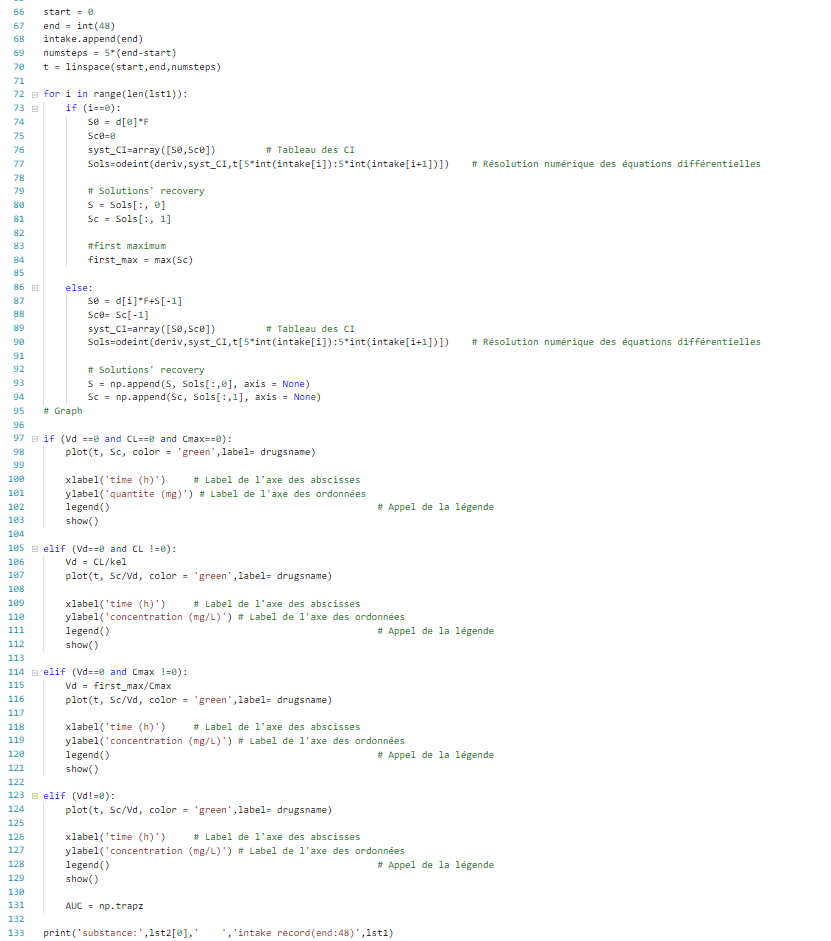 66 start = 0
67 end = int(48)
68 intake.append(end)
69 numsteps = 5*(end-start)
70 t = linspace(start,end,numsteps)
71
72 for i in range(len(lst1)):
73 if (i==0):
74 S0 = d[0]*F
75 Sc0=0
76 syst_CI=array([S0,Sc0]) # Tableau des CI
77 Sols=odeint(deriv,syst_CI,t[5*int(intake[i]):5*int(intake[i+1])]) # Résolution numérique des équations différentielles
78
79 # Solutions' recovery
80 S = Sols[:, 0]
81 Sc = Sols[:, 1]
82
83 #first maximum
84 first_max = max(Sc)
85
86 else:
87 S0 = d[i]*F+S[-1]
88 Sc0= Sc[-1]
89 syst_CI=array([S0,Sc0]) # Tableau des CI
90 Sols=odeint(deriv,syst_CI,t[5*int(intake[i]):5*int(intake[i+1])]) # Résolution numérique des équations différentielles
91
92 # Solutions' recovery
93 S = np.append(S, Sols[:,0], axis = None)
94 Sc = np.append(Sc, Sols[:,1], axis = None)
95 # Graph
96
97 if (Vd ==0 and CL==0 and Cmax==0):
98 plot(t, Sc, color = 'green',label= drugsname)
99
100 xlabel('time (h)') # Label de l'axe des abscisses
101 ylabel('quantite (mg)') # Label de l'axe des ordonnées
102 legend() # Appel de la légende
103 show()
104
105 elif (Vd==0 and CL !=0):
106 Vd = CL/kel
107 plot(t, Sc/Vd, color = 'green',label= drugsname)
108
109 xlabel('time (h)') # Label de l'axe des abscisses
110 ylabel('concentration (mg/L)') # Label de l'axe des ordonnées
111 legend() # Appel de la légende
112 show()
113
114 elif (Vd==0 and Cmax !=0):
115 Vd = first_max/Cmax
116 plot(t, Sc/Vd, color = 'green',label= drugsname)
117
118 xlabel('time (h)') # Label de l'axe des abscisses
119 ylabel('concentration (mg/L)') # Label de l'axe des ordonnées
120 legend() # Appel de la légende
121 show()
122
123 elif (Vd!=0):
124 plot(t, Sc/Vd, color = 'green',label= drugsname)
125
126 xlabel('time (h)') # Label de l'axe des abscisses
127 ylabel('concentration (mg/L)') # Label de l'axe des ordonnées
128 legend() # Appel de la légende
129 show()
130
131 AUC = np.trapz
132
133 print('substance:',lst2[0],' ','intake record(end:48)',lst1)